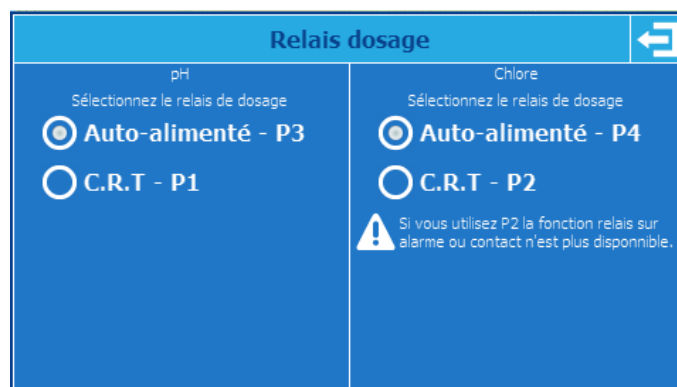 Relais dosage
pH
Sélectionnez le relais de dosage
Auto-alimenté - P3
C.R.T - P1
Chlore
Sélectionnez le relais de dosage
Auto-alimenté - P4
C.R.T - P2
Si vous utilisez P2 la fonction relais sur
alarme ou contact n'est plus disponnible.